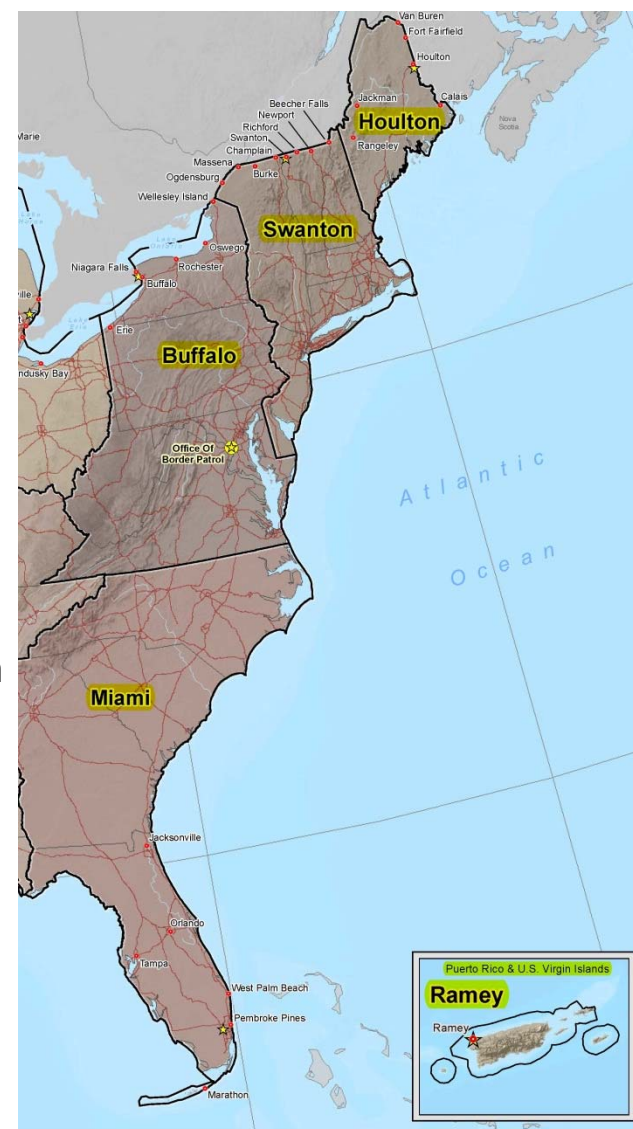 Van Buren
Fort Fairfield
Houlton
Beecher Falls
Newport
Richford
Swanton
Champlain
Massena
Burke
Ogdensburg
Wellesley Island
Jackman
Calais
Houlton
Rangeley
Nova
Scotia
Marie
Swanton
Oswego
Rochester
Niagara Falls
Buffalo
ville
Erie
Buffalo
ndusky Bay
Office Of
Border Patrol
Atlantic
Ocean
Miami
Jacksonville
Orlando
Tampa
West Palm Beach
Pembroke Pines
Marathon
Puerto Rico & U.S. Virgin Islands
Ramey
Ramey